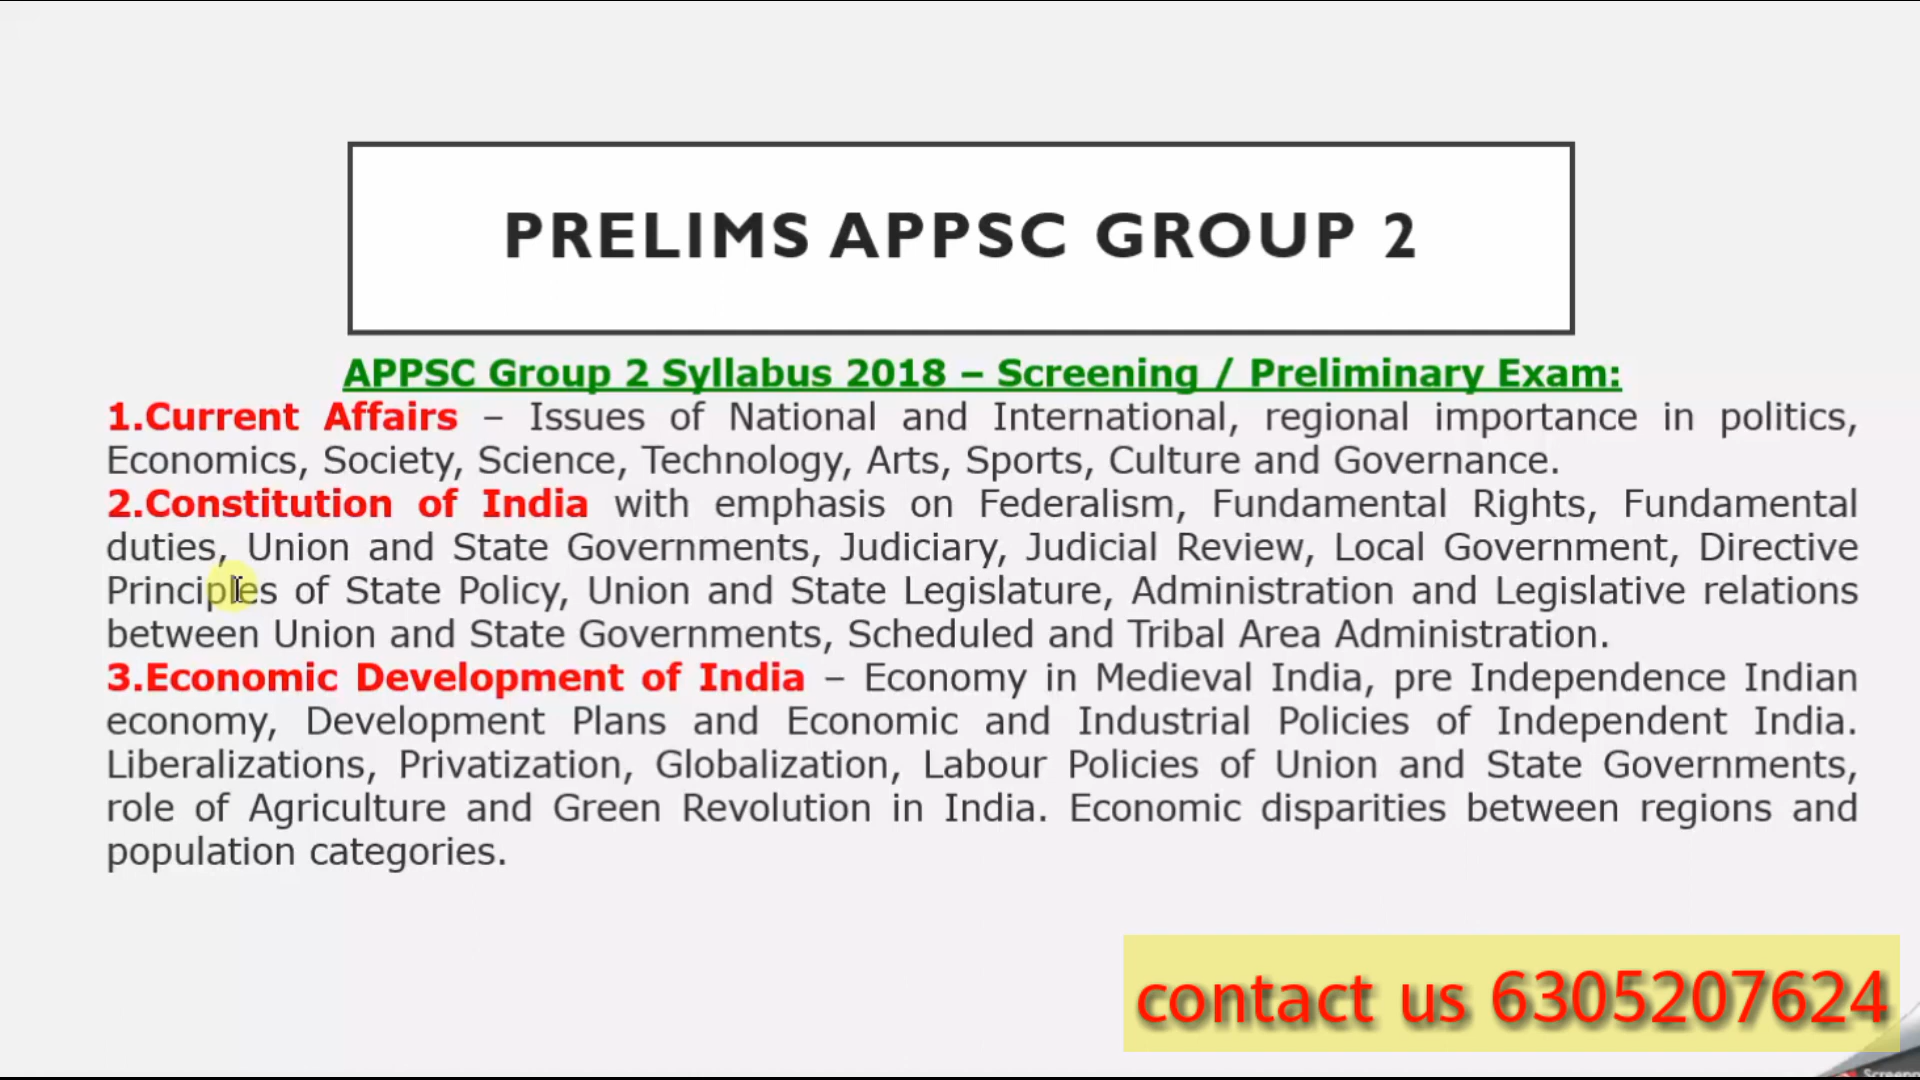 PRELIMS APPSC GROUP 2
APPSC Group 2 Syllabus 2018 – Screening / Preliminary Exam:
1.Current Affairs – Issues of National and International, regional importance in politics,
Economics, Society, Science, Technology, Arts, Sports, Culture and Governance.
2.Constitution of India with emphasis on Federalism, Fundamental Rights, Fundamental
duties, Union and State Governments, Judiciary, Judicial Review, Local Government, Directive
Principles of State Policy, Union and State Legislature, Administration and Legislative relations
between Union and State Governments, Scheduled and Tribal Area Administration.
3.Economic Development of India – Economy in Medieval India, pre Independence Indian
economy, Development Plans and Economic and Industrial Policies of Independent India.
Liberalizations, Privatization, Globalization, Labour Policies of Union and State Governments,
role of Agriculture and Green Revolution in India. Economic disparities between regions and
population categories.
contact us 6305207624